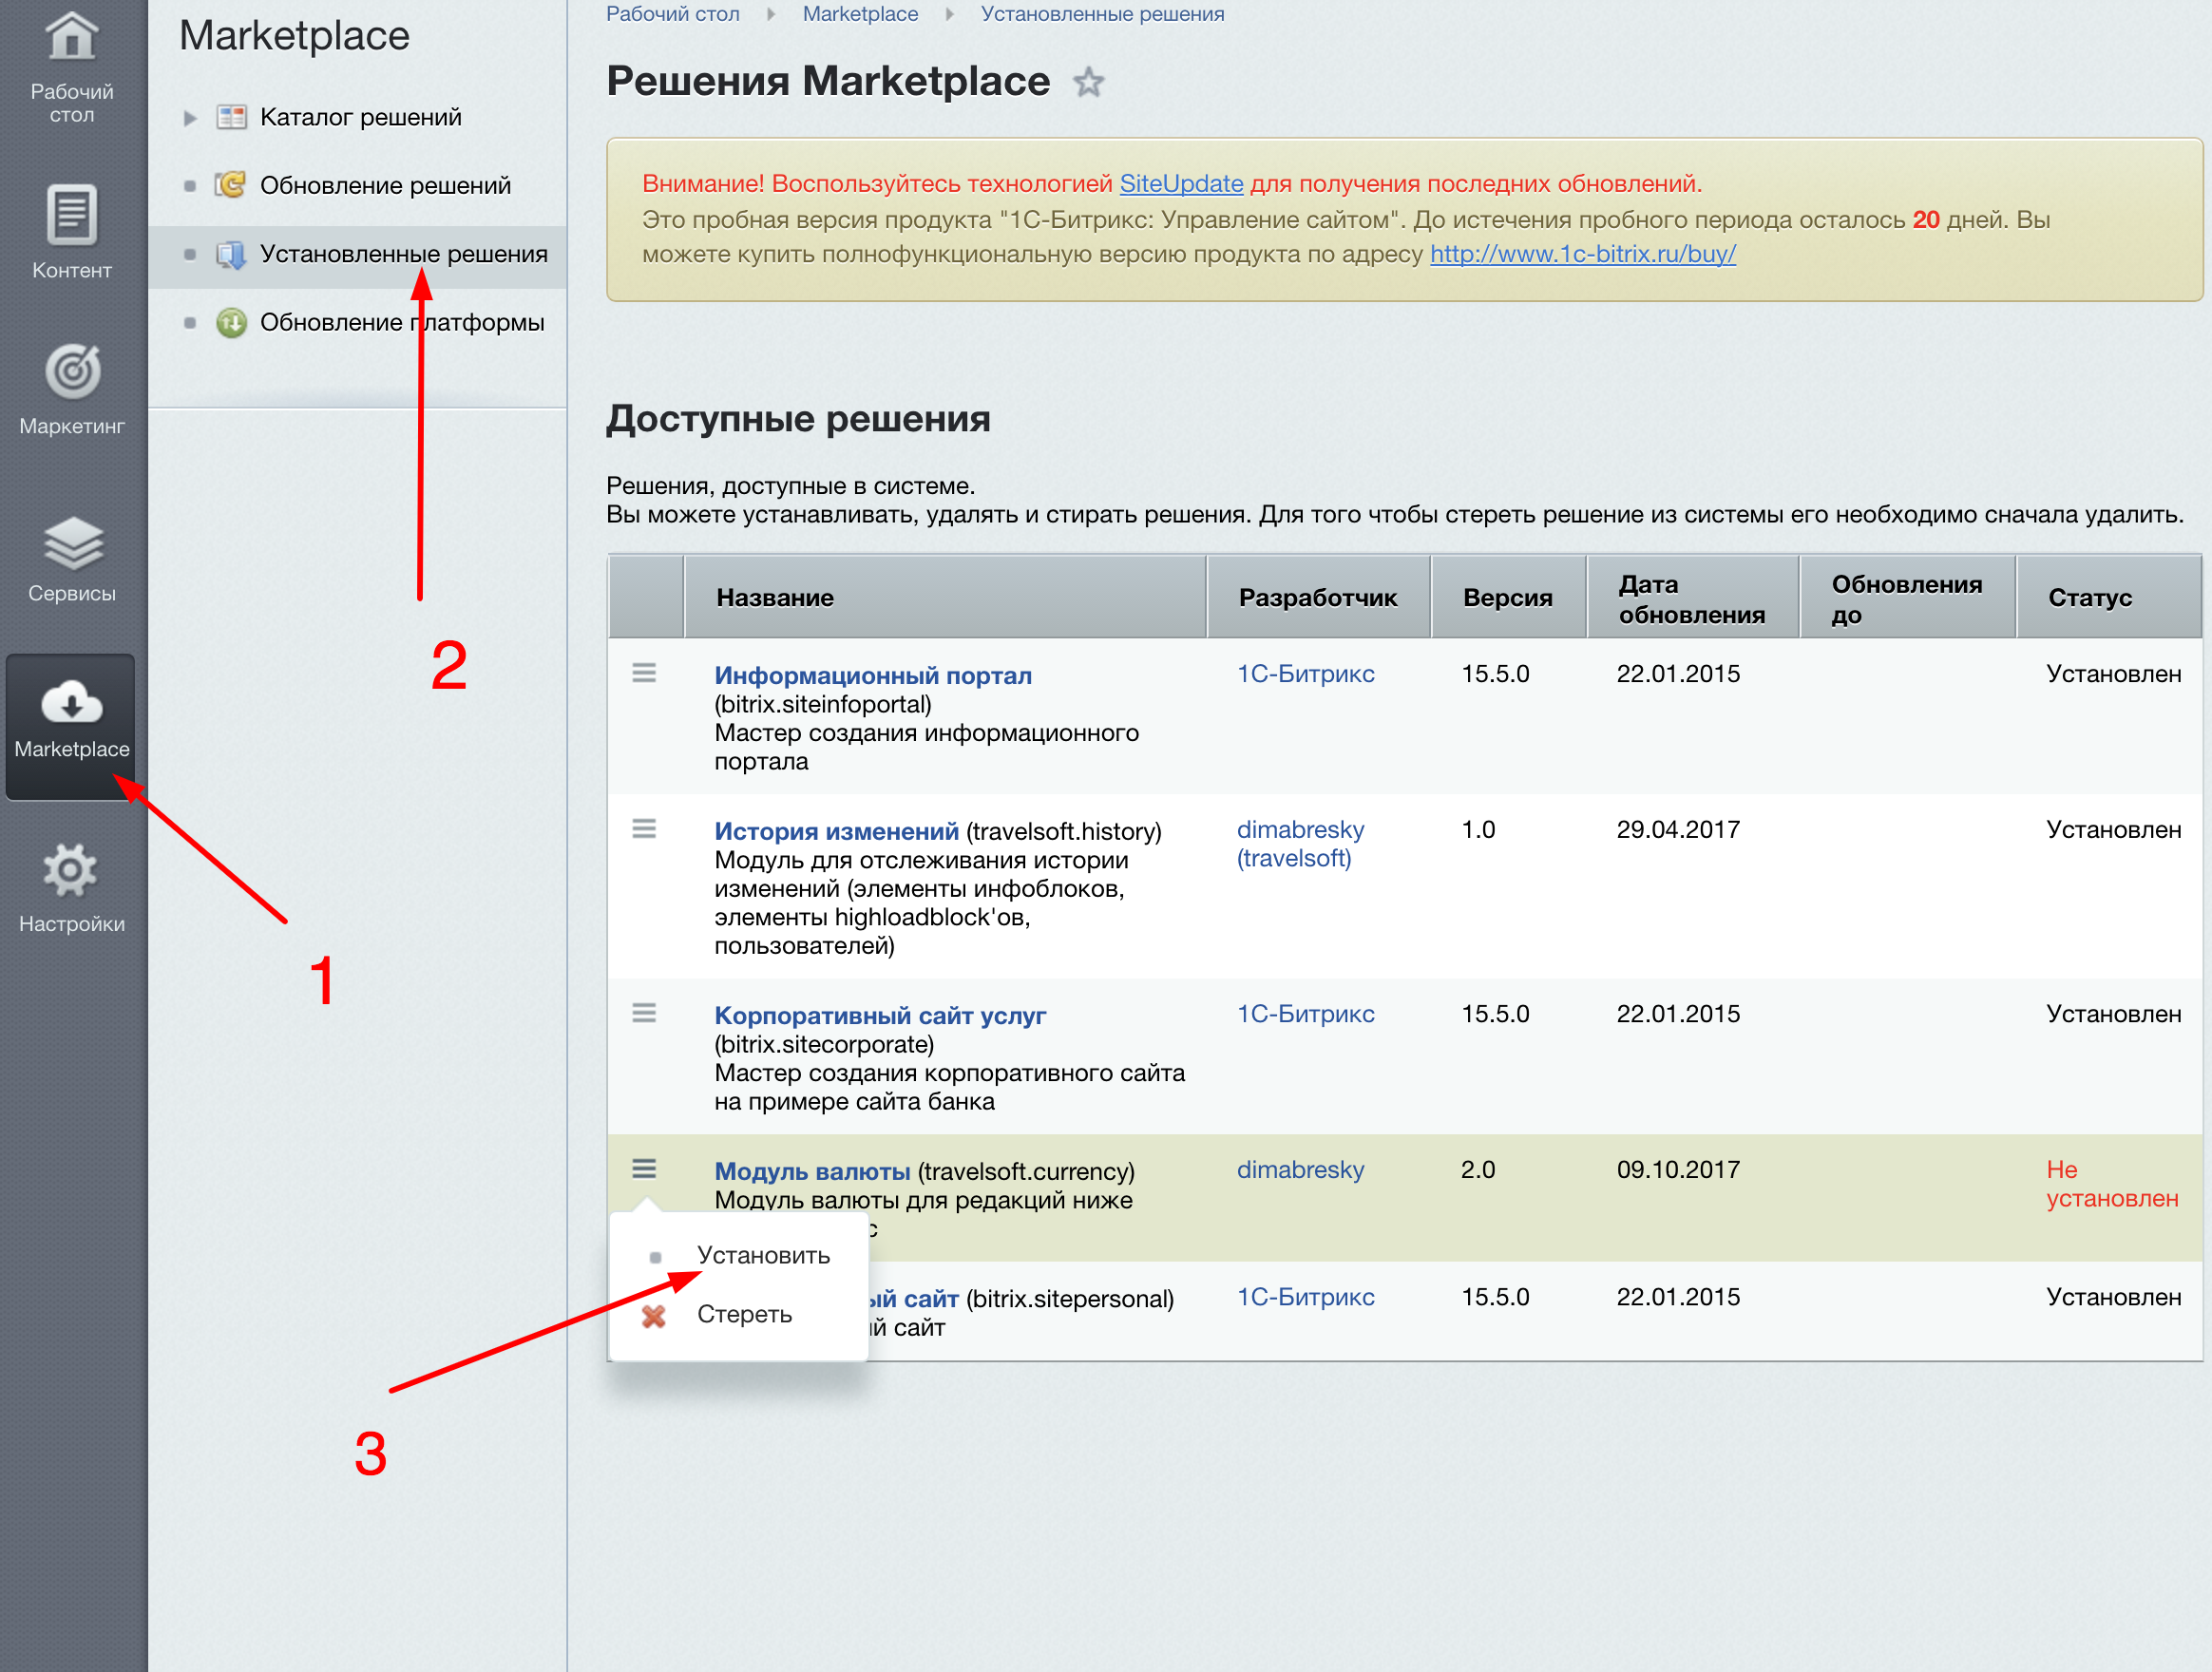 Рабочий
стол
Контент
Маркетинг
Сервисы
Marketplace
Настройки
1
Marketplace
Каталог решений
Обновление решений
Установленные решения
Обновление платформы
2
3
Рабочий стол
Marketplace
Установленные решения
Решения Marketplace
Внимание! Воспользуйтесь технологией SiteUpdate для получения последних обновлений.
Это пробная версия продукта "1С-Битрикс: Управление сайтом". До истечения пробного периода осталось 20 дней. Вы
можете купить полнофункциональную версию продукта по адресу http://www.1c-bitrix.ru/buy/
Доступные решения
Решения, доступные в системе.
Вы можете устанавливать, удалять и стирать решения. Для того чтобы стереть решение из системы его необходимо сначала удалить.
Название Разработчик Версия Дата обновления Обновления до Статус
Информационный портал 1С-Битрикс 15.5.0 22.01.2015 Установлен
(bitrix.siteinfoportal)
Мастер создания информационного
портала
История изменений (travelsoft.history) dimabresky 1.0 29.04.2017 Установлен
Модуль для отслеживания истории (travelsoft)
изменений (элементы инфоблоков,
элементы highloadblock'ов,
пользователей)
Корпоративный сайт услуг 1С-Битрикс 15.5.0 22.01.2015 Установлен
(bitrix.sitecorporate)
Мастер создания корпоративного сайта
на примере сайта банка
Модуль валюты (travelsoft.currency) dimabresky 2.0 09.10.2017 Не
Модуль валюты для редакций ниже установлен
с
Установить
ый сайт (bitrix.sitepersonal) 1С-Битрикс 15.5.0 22.01.2015 Установлен
Стереть
й сайт